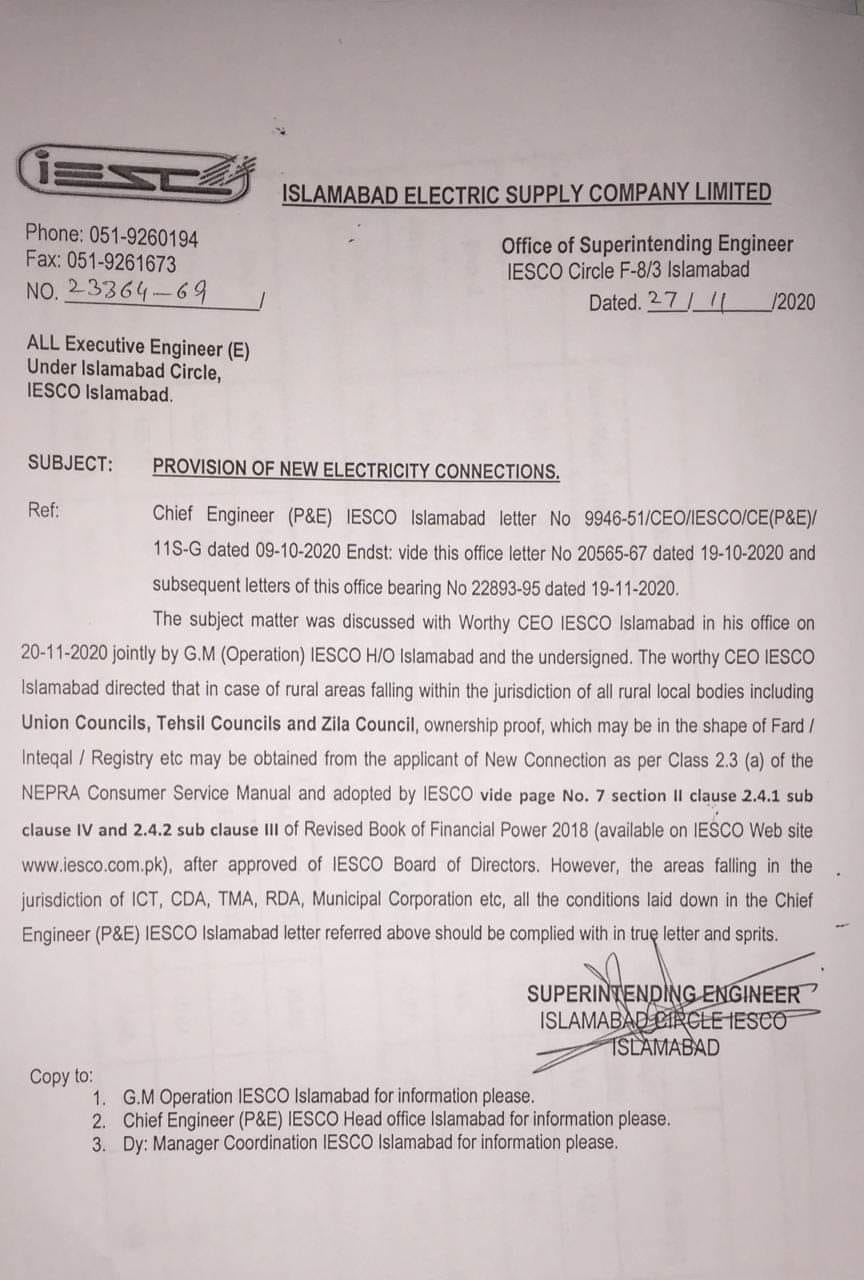 iESCO
ISLAMABAD ELECTRIC SUPPLY COMPANY LIMITED
Phone: 051-9260194
Fax: 051-9261673
NO. 23364-69 /
Office of Superintending Engineer
IESCO Circle F-8/3 Islamabad
Dated. 27/11/2020
ALL Executive Engineer (E)
Under Islamabad Circle,
IESCO Islamabad.
SUBJECT: PROVISION OF NEW ELECTRICITY CONNECTIONS.
Ref: Chief Engineer (P&E) IESCO Islamabad letter No 9946-51/CEO/IESCO/CE(P&E)/
11S-G dated 09-10-2020 Endst: vide this office letter No 20565-67 dated 19-10-2020 and
subsequent letters of this office bearing No 22893-95 dated 19-11-2020.
The subject matter was discussed with Worthy CEO IESCO Islamabad in his office on
20-11-2020 jointly by G.M (Operation) IESCO H/O Islamabad and the undersigned. The worthy CEO IESCO
Islamabad directed that in case of rural areas falling within the jurisdiction of all rural local bodies including
Union Councils, Tehsil Councils and Zila Council, ownership proof, which may be in the shape of Fard /
Inteqal / Registry etc may be obtained from the applicant of New Connection as per Class 2.3 (a) of the
NEPRA Consumer Service Manual and adopted by IESCO vide page No. 7 section II clause 2.4.1 sub
clause IV and 2.4.2 sub clause III of Revised Book of Financial Power 2018 (available on IESCO Web site
www.iesco.com.pk), after approved of IESCO Board of Directors. However, the areas falling in the
jurisdiction of ICT, CDA, TMA, RDA, Municipal Corporation etc, all the conditions laid down in the Chief
Engineer (P&E) IESCO Islamabad letter referred above should be complied with in true letter and sprits.
SUPERINTENDING ENGINEER
ISLAMABAD CIRCLE IESCO
ISLAMABAD
Copy to:
1. G.M Operation IESCO Islamabad for information please.
2. Chief Engineer (P&E) IESCO Head office Islamabad for information please.
3. Dy: Manager Coordination IESCO Islamabad for information please.